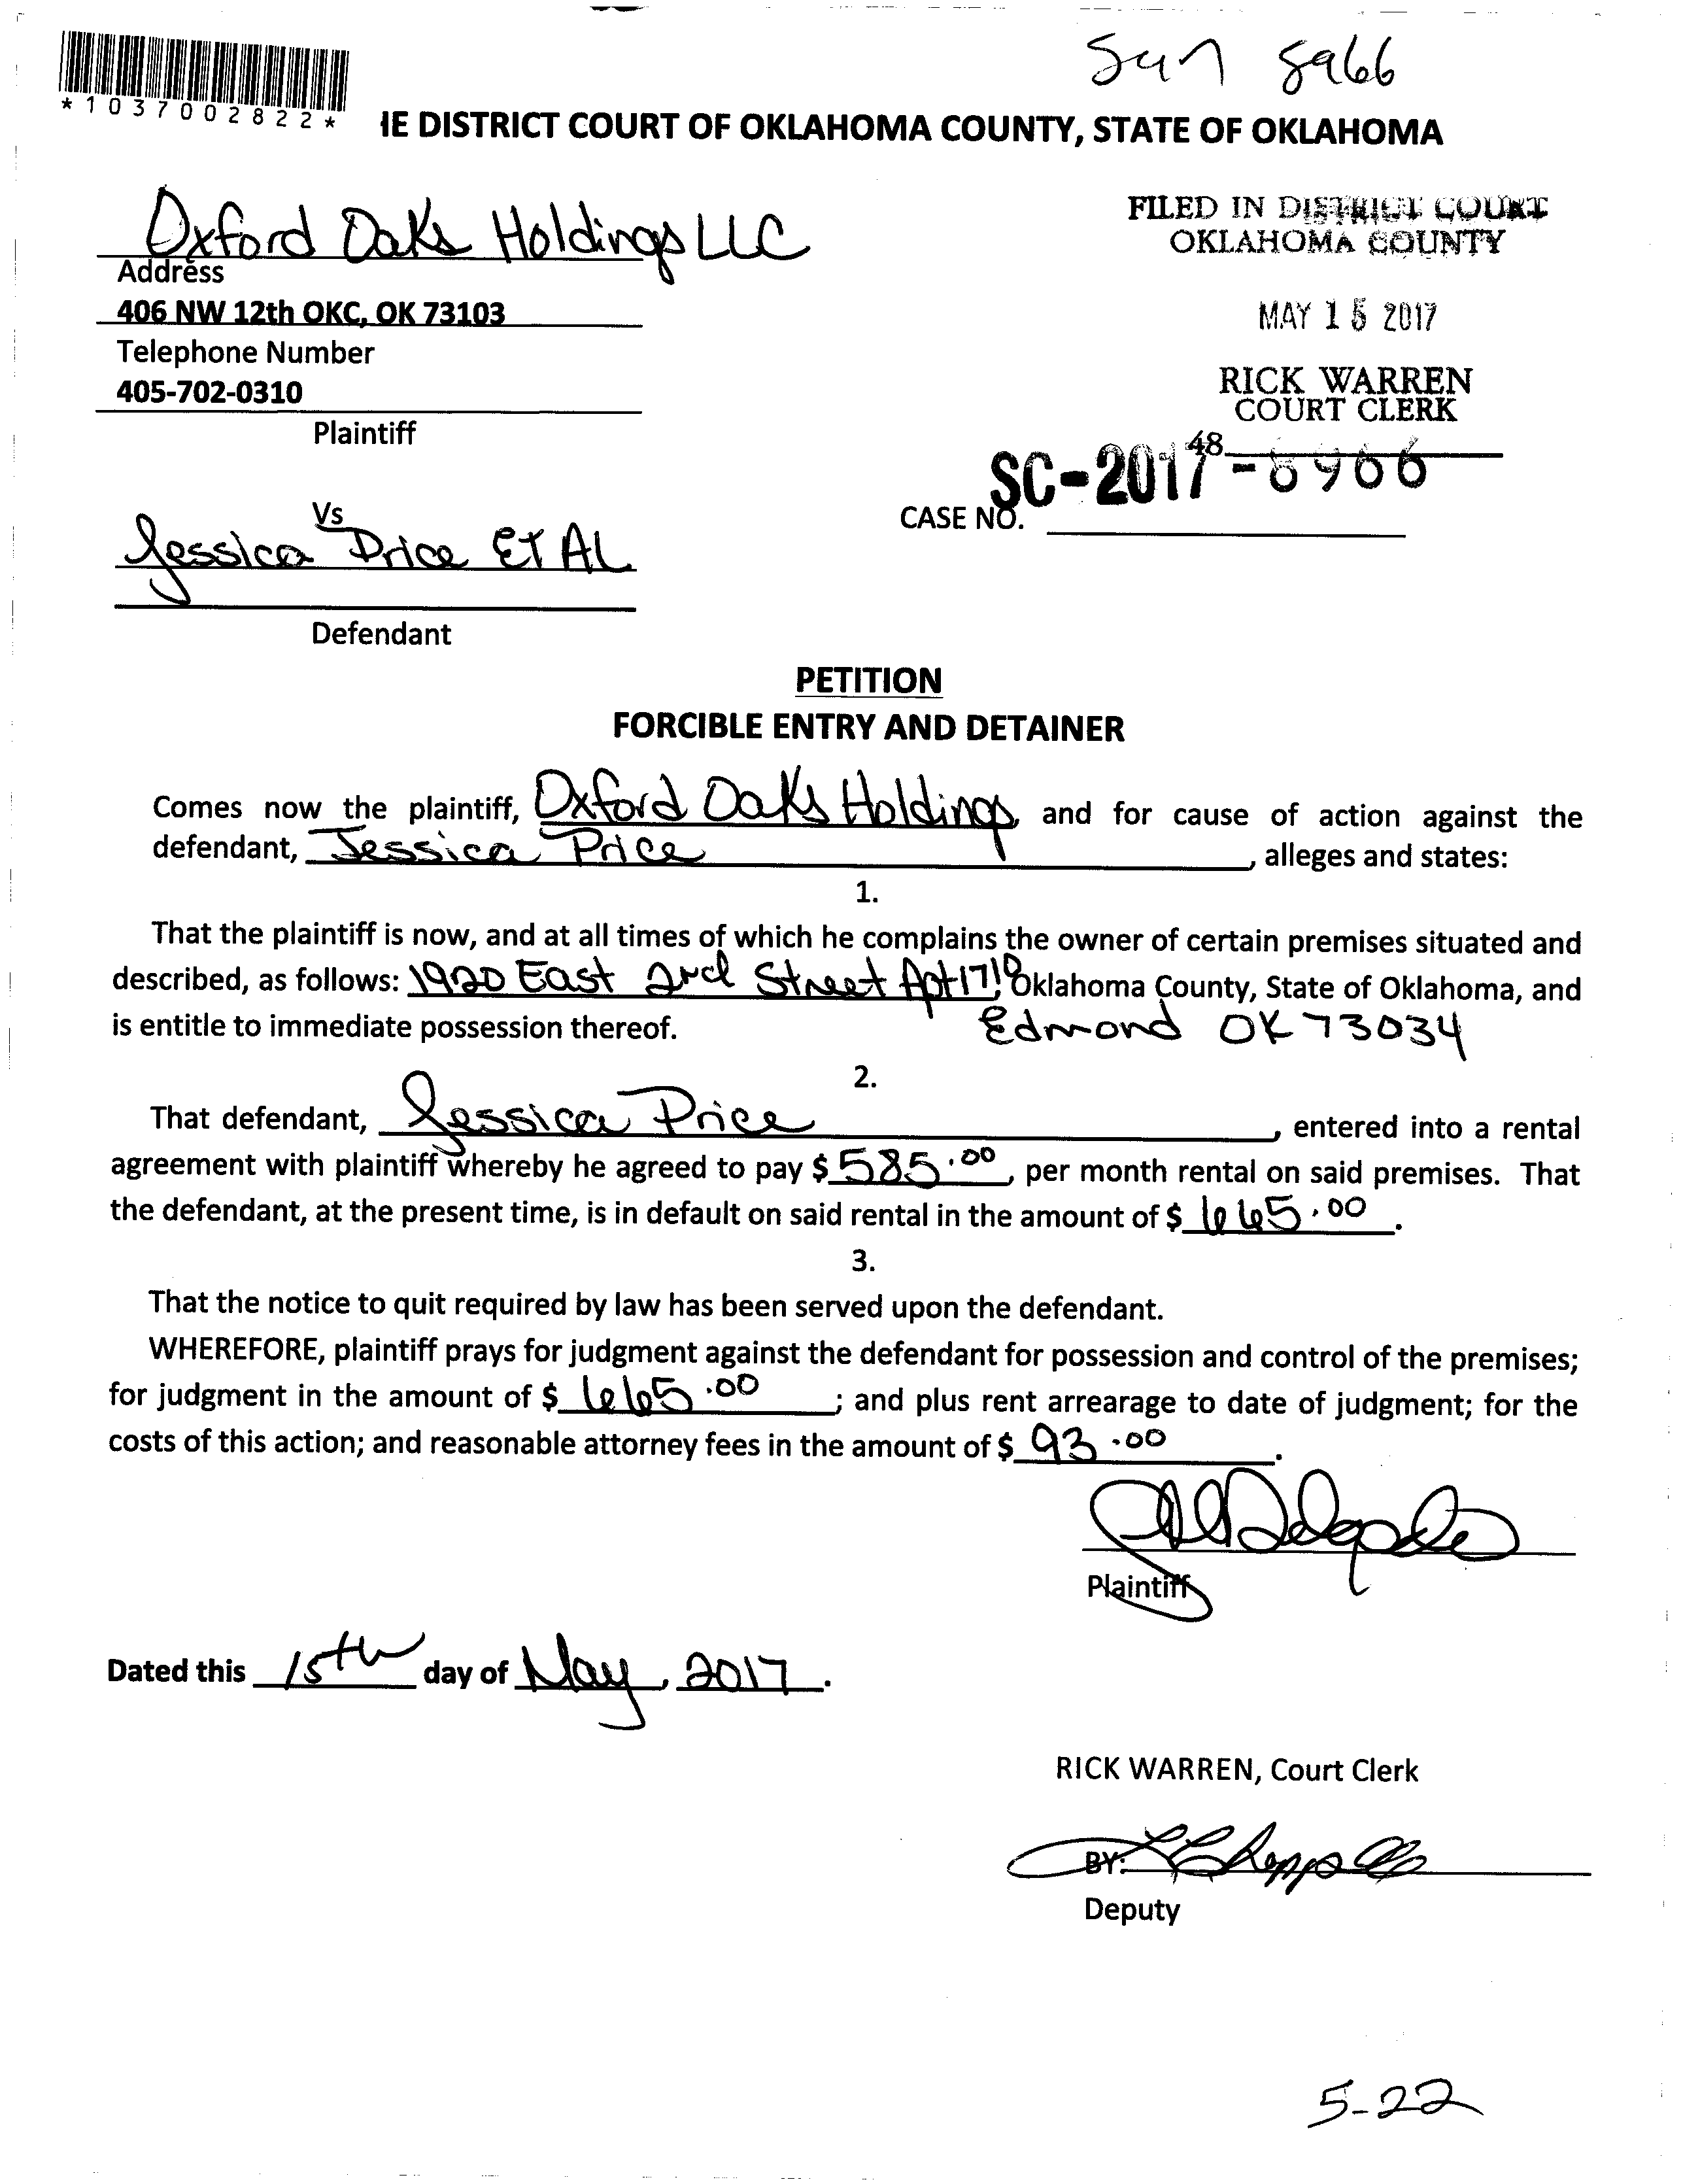 Sun 8966
*1037002822*
IE DISTRICT COURT OF OKLAHOMA COUNTY, STATE OF OKLAHOMA
Oxford Oaks Holdings LLC
Address
406 NW 12th OKC, OK 73103
Telephone Number
405-702-0310
Plaintiff
FILED IN DISTRICT COURT
OKLAHOMA COUNTY
MAY 15 2017
RICK WARREN
COURT CLERK
48
SC-2017-8966
CASE NO.
Vs
Jessica Price ET AL
Defendant
PETITION
FORCIBLE ENTRY AND DETAINER
Comes now the plaintiff, Oxford Oaks Holdings, and for cause of action against the
defendant, Jessica Price, alleges and states:
1.
That the plaintiff is now, and at all times of which he complains the owner of certain premises situated and
described, as follows: 1920 East 2nd Street Apt 1710 Oklahoma County, State of Oklahoma, and
is entitle to immediate possession thereof. Edmond OK 73034
2.
That defendant, Jessica Price, entered into a rental
agreement with plaintiff whereby he agreed to pay $ 585.00, per month rental on said premises. That
the defendant, at the present time, is in default on said rental in the amount of $ 665.00.
3.
That the notice to quit required by law has been served upon the defendant.
WHEREFORE, plaintiff prays for judgment against the defendant for possession and control of the premises;
for judgment in the amount of $ 665.00; and plus rent arrearage to date of judgment; for the
costs of this action; and reasonable attorney fees in the amount of $ 93.00.
Plaintiff
Dated this 15th day of May, 2017.
RICK WARREN, Court Clerk
BY:
Deputy
5-22